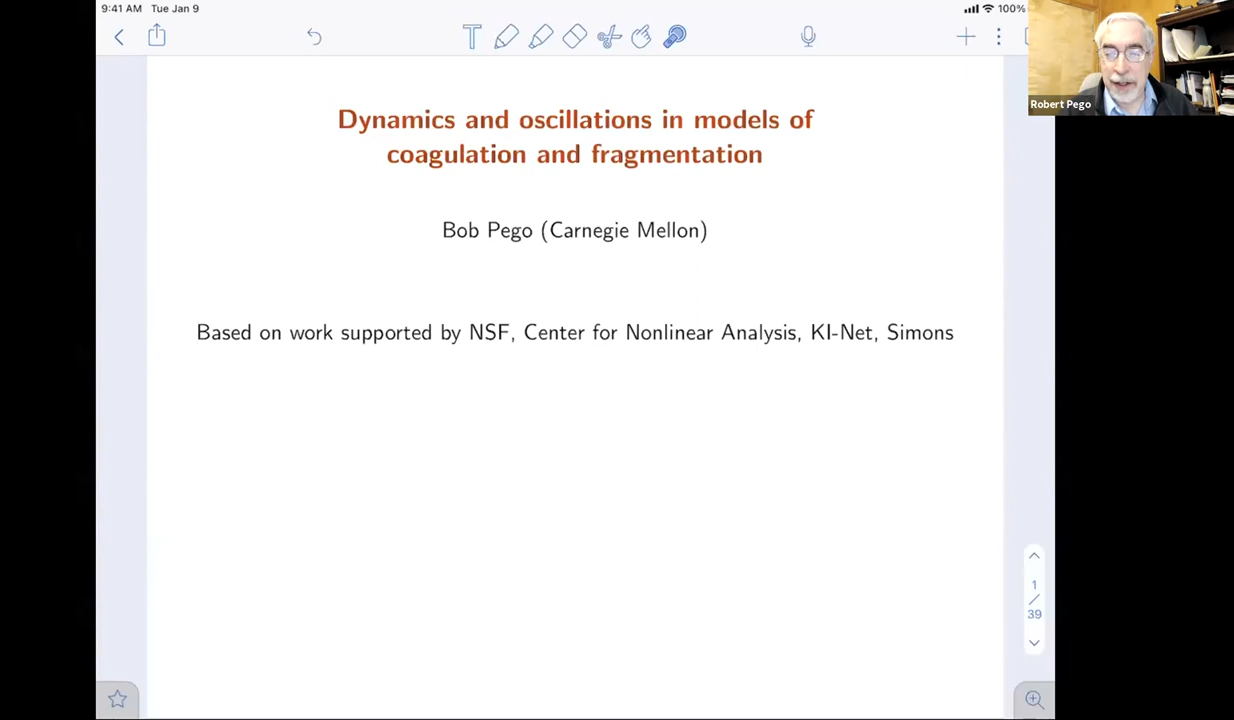 9:41 AM Tue Jan 9
100%
T
Robert Pego
Dynamics and oscillations in models of
coagulation and fragmentation
Bob Pego (Carnegie Mellon)
Based on work supported by NSF, Center for Nonlinear Analysis, KI-Net, Simons
1
/
39